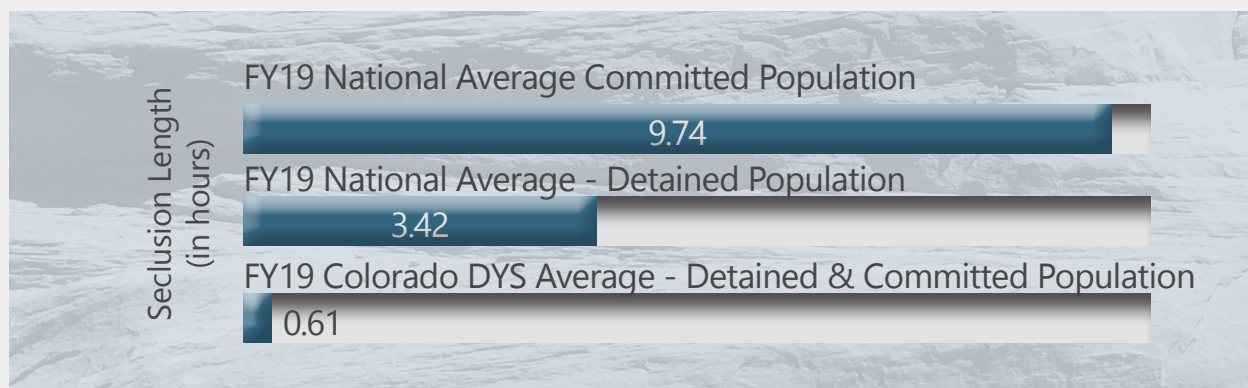 Seclusion Length
(in hours)
FY19 National Average Committed Population
9.74
FY19 National Average - Detained Population
3.42
FY19 Colorado DYS Average - Detained & Committed Population
0.61